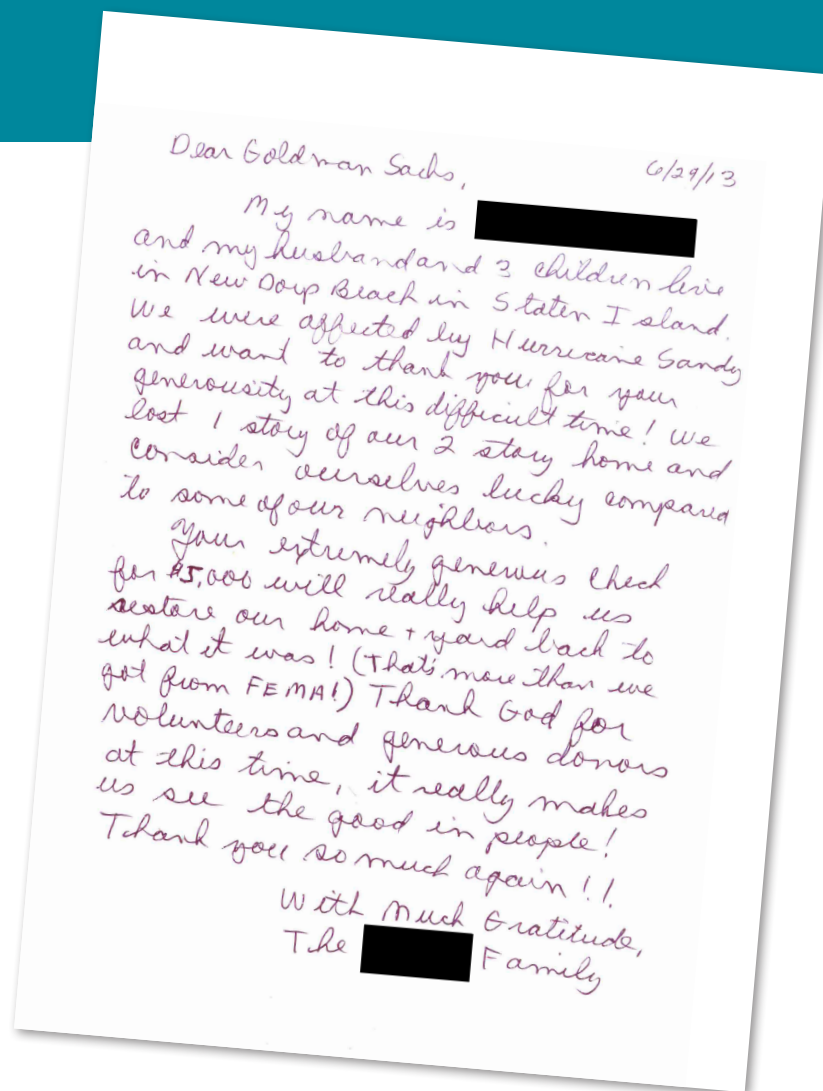 Dear Goldman Sachs,
6/29/13
My name is
and my husband and 3 children live
in New Dorp Beach in Staten Island.
We were affected by Hurricane Sandy
and want to thank you for your
generousity at this difficult time! We
lost 1 story of our 2 story home and
consider ourselves lucky compared
to some of our neighbors.
Your extremely generous check
for $5,000 will really help us
restore our home + yard back to
what it was! (That's more than we
got from FEMA!) Thank God for
volunteers and generous donors
at this time, it really makes
us see the good in people!
Thank you so much again!!
With Much Gratitude,
The Family